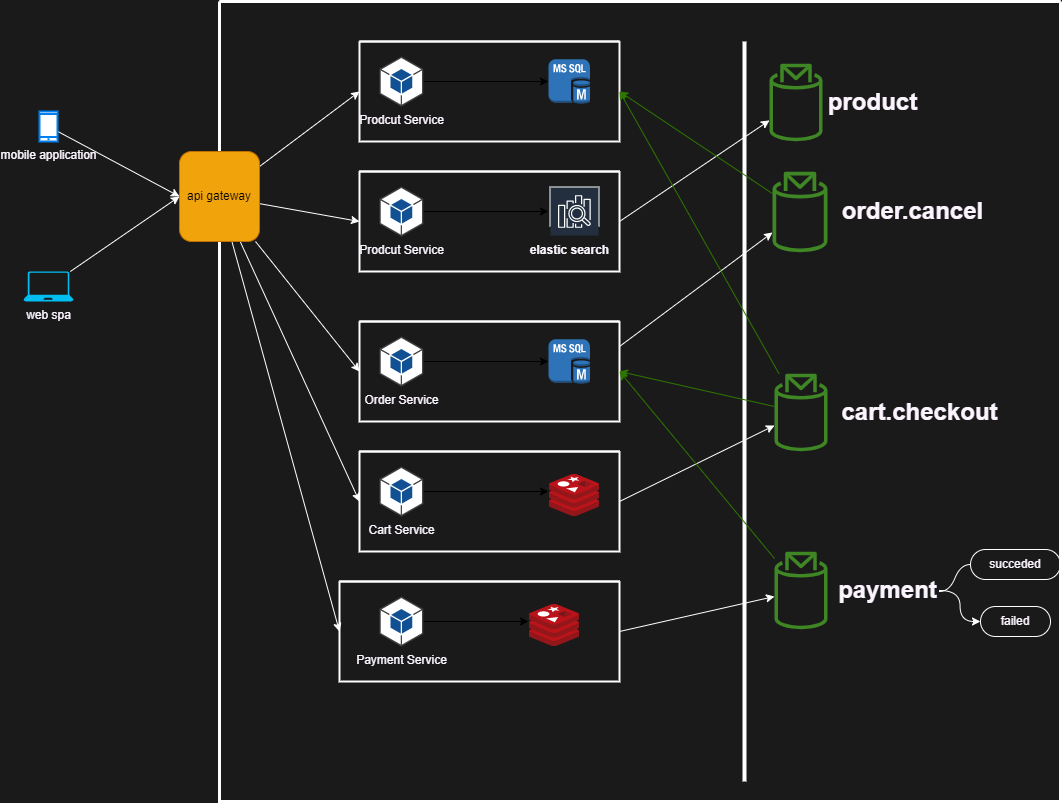 mobile application
web spa
api gateway
MS SQL
M
Prodcut Service
Prodcut Service
elastic search
MS SQL
M
Order Service
Cart Service
Payment Service
product
order.cancel
cart.checkout
payment
succeded
failed